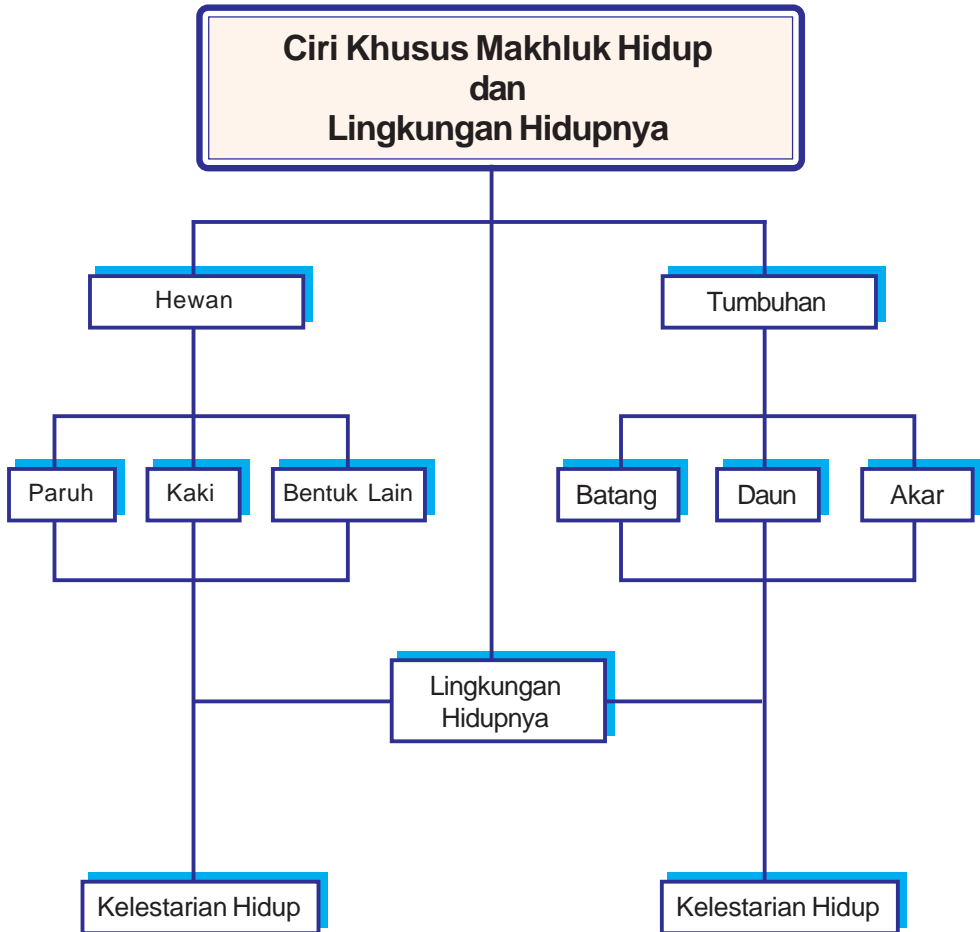 Ciri Khusus Makhluk Hidup
dan
Lingkungan Hidupnya
Hewan
Tumbuhan
Paruh
Kaki
Bentuk Lain
Batang
Daun
Akar
Lingkungan
Hidupnya
Kelestarian Hidup
Kelestarian Hidup